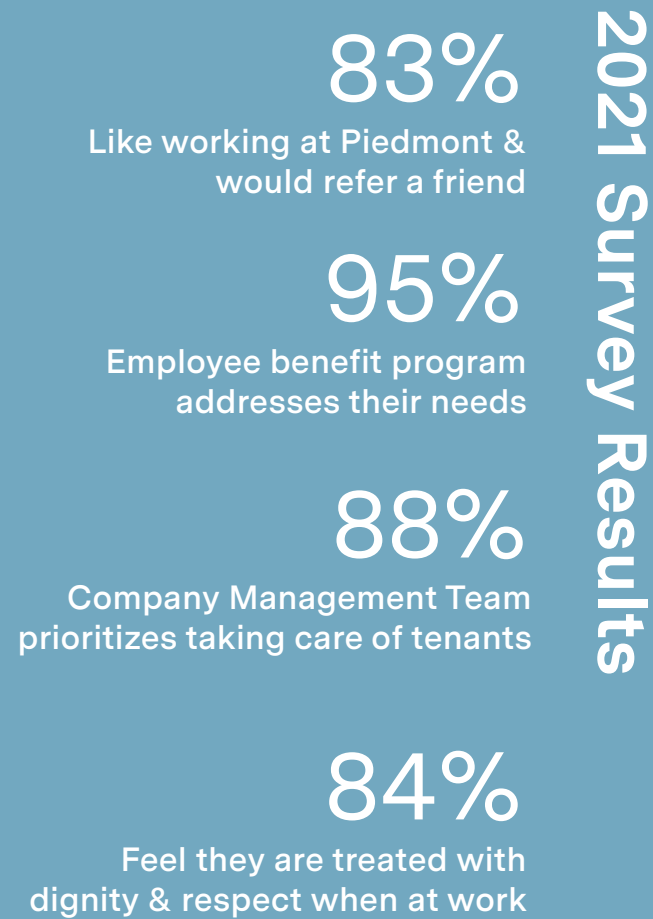 2021 Survey Results
83%
Like working at Piedmont &
would refer a friend
95%
Employee benefit program
addresses their needs
88%
Company Management Team
prioritizes taking care of tenants
84%
Feel they are treated with
dignity & respect when at work